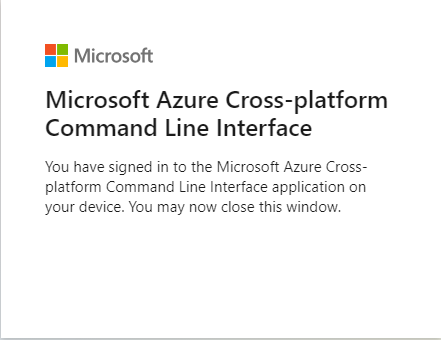 Microsoft
Microsoft Azure Cross-platform
Command Line Interface
You have signed in to the Microsoft Azure Cross-
platform Command Line Interface application on
your device. You may now close this window.